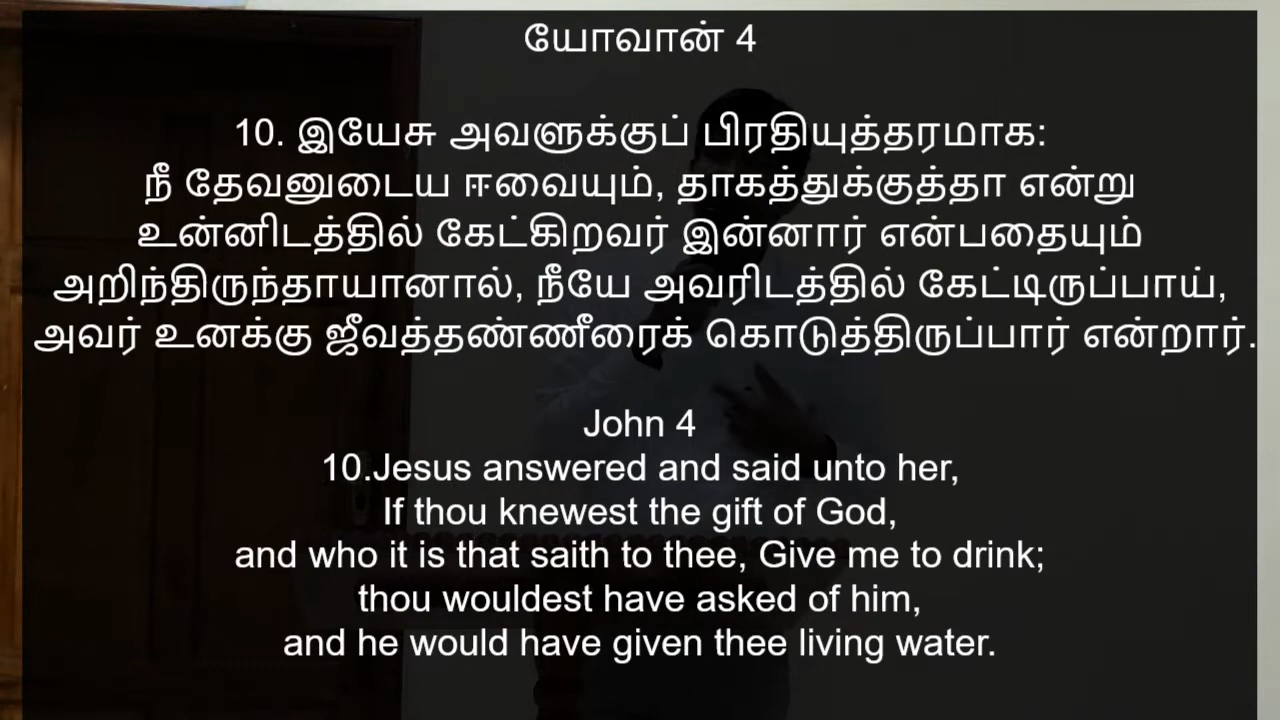 யோவான் 4
10. இயேசு அவளுக்குப் பிரதியுத்தரமாக:
நீ தேவனுடைய ஈவையும், தாகத்துக்குத்தா என்று
உன்னிடத்தில் கேட்கிறவர் இன்னார் என்பதையும்
அறிந்திருந்தாயானால், நீயே அவரிடத்தில் கேட்டிருப்பாய்,
அவர் உனக்கு ஜீவத்தண்ணீரைக் கொடுத்திருப்பார் என்றார்.
John 4
10.Jesus answered and said unto her,
If thou knewest the gift of God,
and who it is that saith to thee, Give me to drink;
thou wouldest have asked of him,
and he would have given thee living water.